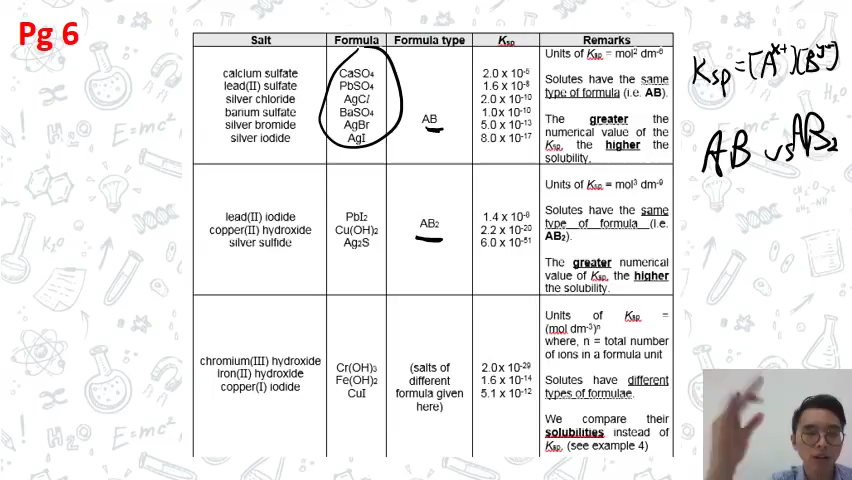 Pg 6
Salt Formula Formula type Ksp Remarks
calcium sulfate CaSO4 2.0 x 10-5
lead(II) sulfate PbSO4 1.6 x 10-8
silver chloride AgCl 2.0 x 10-10
barium sulfate BaSO4 1.0x 10-10
silver bromide AgBr 5.0 x 10-13
silver iodide AgI 8.0 x 10-17
AB
Units of Ksp = mol2 dm-6
Solutes have the same
type of formula (i.e. AB)
The greater the
numerical value of the
Ksp, the higher the
solubility.
lead(II) iodide PbI2 1.4 x 10-8
copper(II) hydroxide Cu(OH)2 2.2 x 10-20
silver sulfide Ag2S 6.0 x 10-51
AB2
Units of Ksp = mol3 dm-9
Solutes have the same
type of formula (i.e.
AB2).
The greater numerical
value of Ksp, the higher
the solubility.
chromium(III) hydroxide Cr(OH)3 2.0x 10-29
Iron(II) hydroxide Fe(OH)2 1.6 x 10-14
copper(I) iodide CuI 5.1 x 10-12
(salts of
different
formula given
here)
Units of Ksp =
(mol dm-3)n
where, n = total number
of ions in a formula unit
Solutes have different
types of formulae.
We compare their
solubilities instead of
Ksp. (see example 4)
Ksp = [Ax+][By-]
AB vs AB2